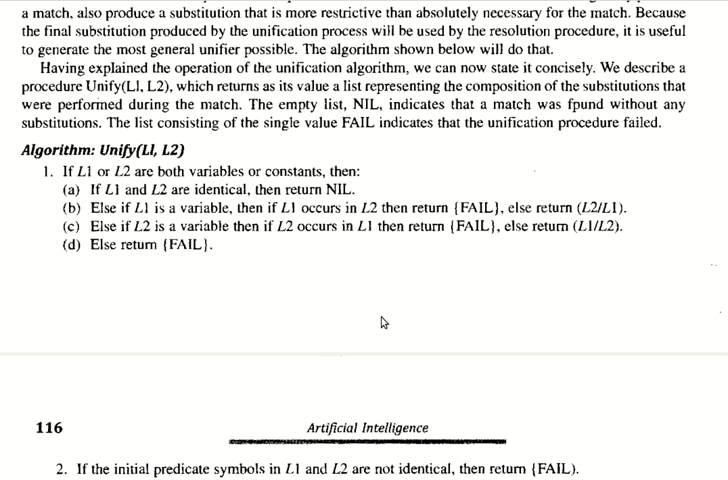 a match, also produce a substitution that is more restrictive than absolutely necessary for the match. Because
the final substitution produced by the unification process will be used by the resolution procedure, it is useful
to generate the most general unifier possible. The algorithm shown below will do that.
Having explained the operation of the unification algorithm, we can now state it concisely. We describe a
procedure Unify(Ll, L2), which returns as its value a list representing the composition of the substitutions that
were performed during the match. The empty list, NIL, indicates that a match was fpund without any
substitutions. The list consisting of the single value FAIL indicates that the unification procedure failed.
Algorithm: Unify(Ll, L2)
1. If L1 or L2 are both variables or constants, then:
(a) If L1 and L2 are identical, then return NIL.
(b) Else if L1 is a variable, then if L1 occurs in L2 then return {FAIL}, else return (L2/L1).
(c) Else if L2 is a variable then if L2 occurs in L1 then return {FAIL}, else return (L1/L2).
(d) Else return {FAIL}.
116
Artificial Intelligence
2. If the initial predicate symbols in L1 and L2 are not identical, then return {FAIL).